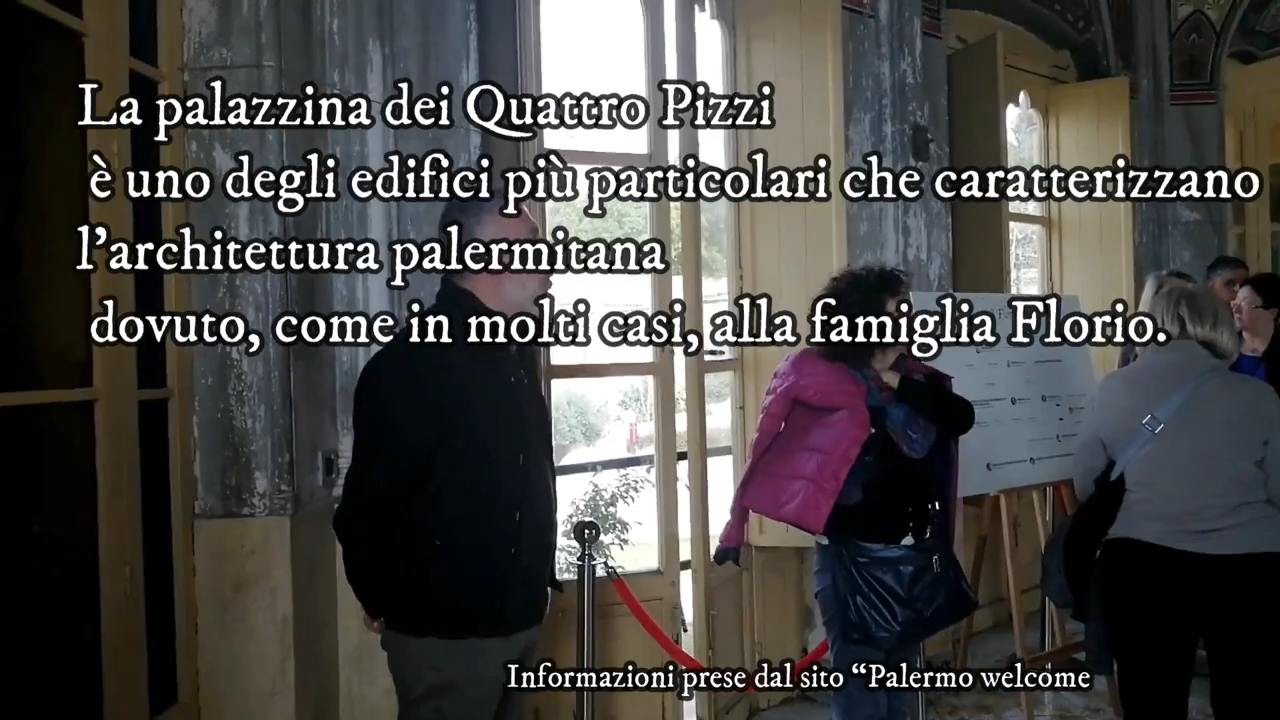 La palazzina dei Quattro Pizzi
è uno degli edifici più particolari che caratterizzano
l'architettura palermitana
dovuto, come in molti casi, alla famiglia Florio.
Informazioni prese dal sito “Palermo welcome